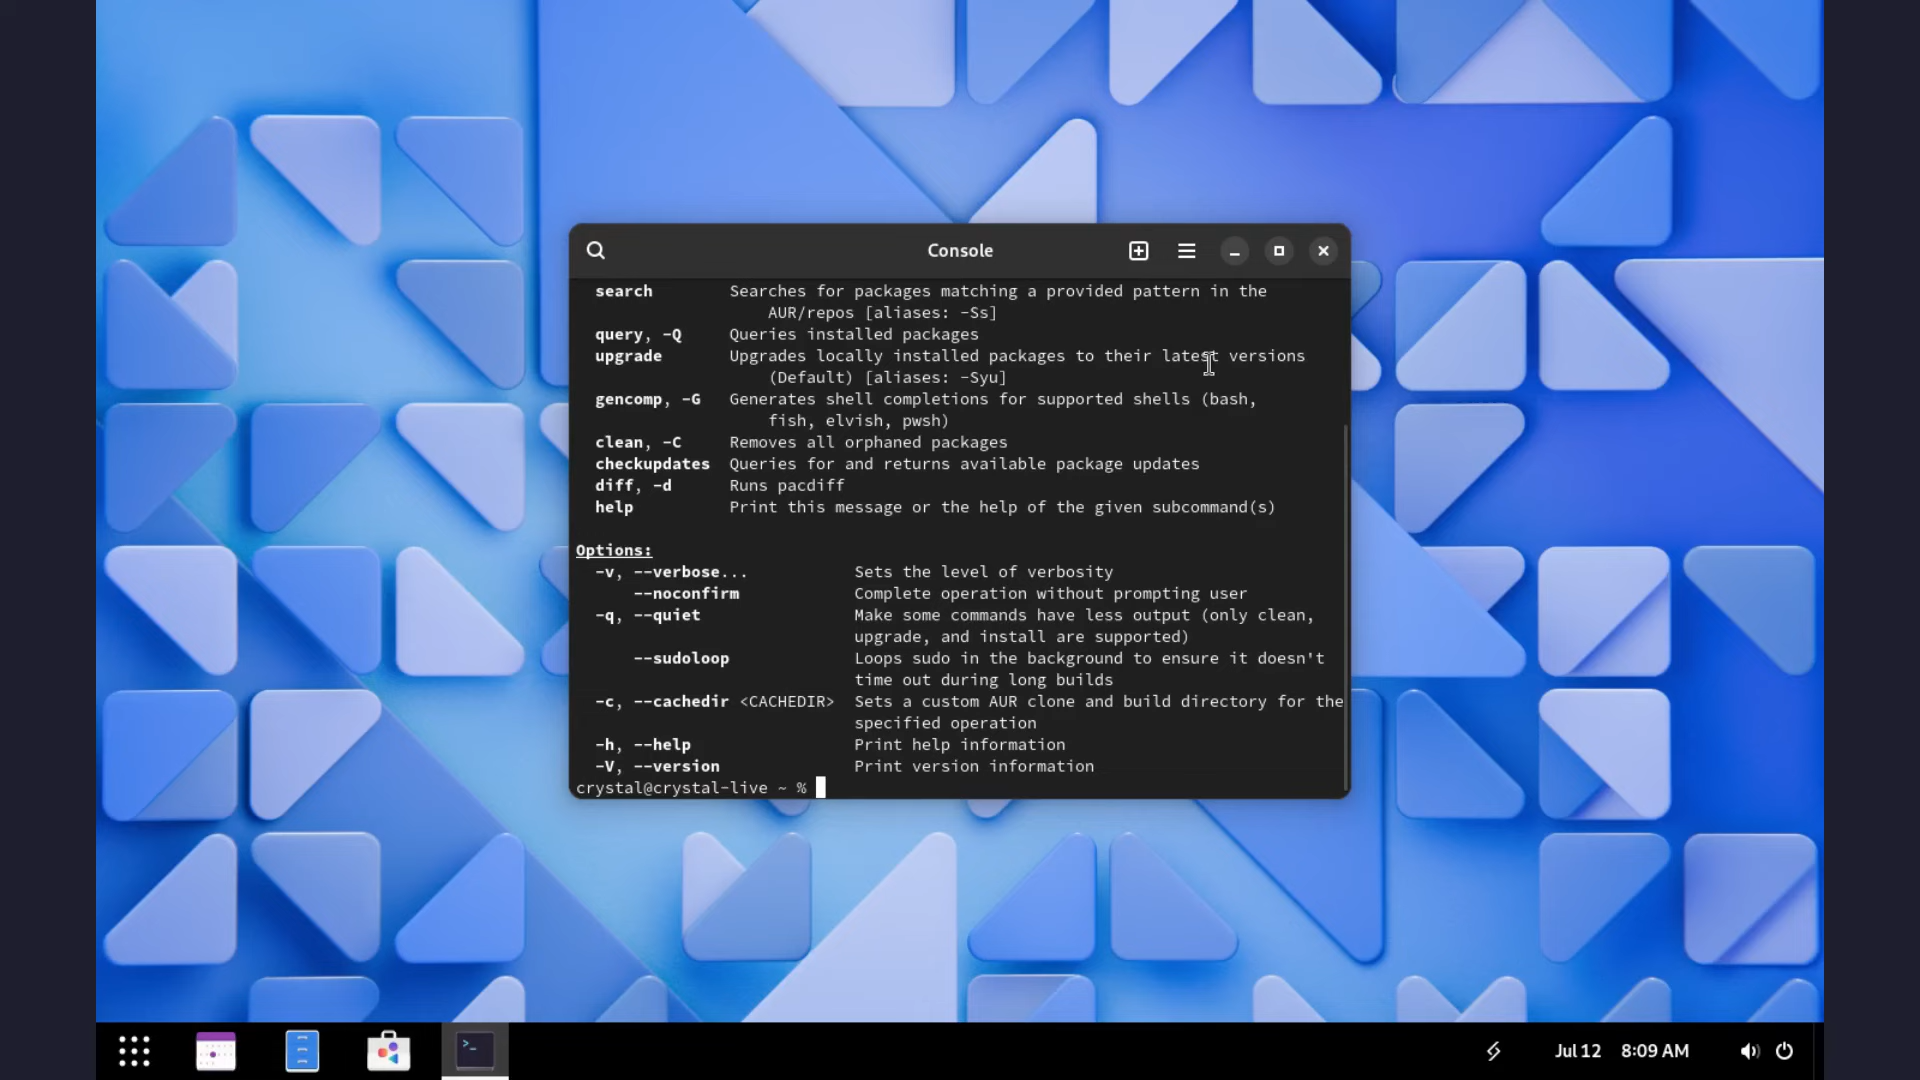 Console
search Searches for packages matching a provided pattern in the
AUR/repos [aliases: -Ss]
query, -Q Queries installed packages
upgrade Upgrades locally installed packages to their latest versions
(Default) [aliases: -Syu]
gencomp, -G Generates shell completions for supported shells (bash,
fish, elvish, pwsh)
clean, -C Removes all orphaned packages
checkupdates Queries for and returns available package updates
diff, -d Runs pacdiff
help Print this message or the help of the given subcommand(s)
Options:
-v, --verbose... Sets the level of verbosity
--noconfirm Complete operation without prompting user
-q, --quiet Make some commands have less output (only clean,
upgrade, and install are supported)
--sudoloop Loops sudo in the background to ensure it doesn't
time out during long builds
-c, --cachedir <CACHEDIR> Sets a custom AUR clone and build directory for the
specified operation
-h, --help Print help information
-V, --version Print version information
crystal@crystal-live ~ %
Jul 12 8:09 AM